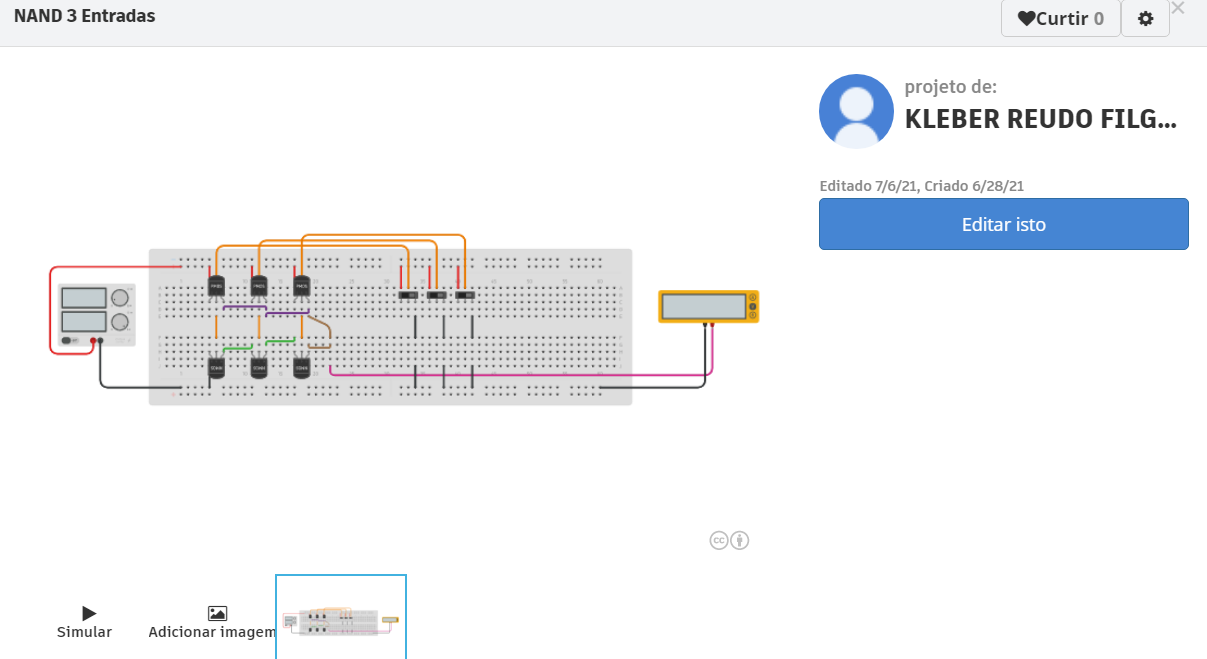 NAND 3 Entradas
Curtir 0
projeto de:
KLEBER REUDO FILG...
Editado 7/6/21, Criado 6/28/21
Editar isto
cc
Simular
Adicionar imagem